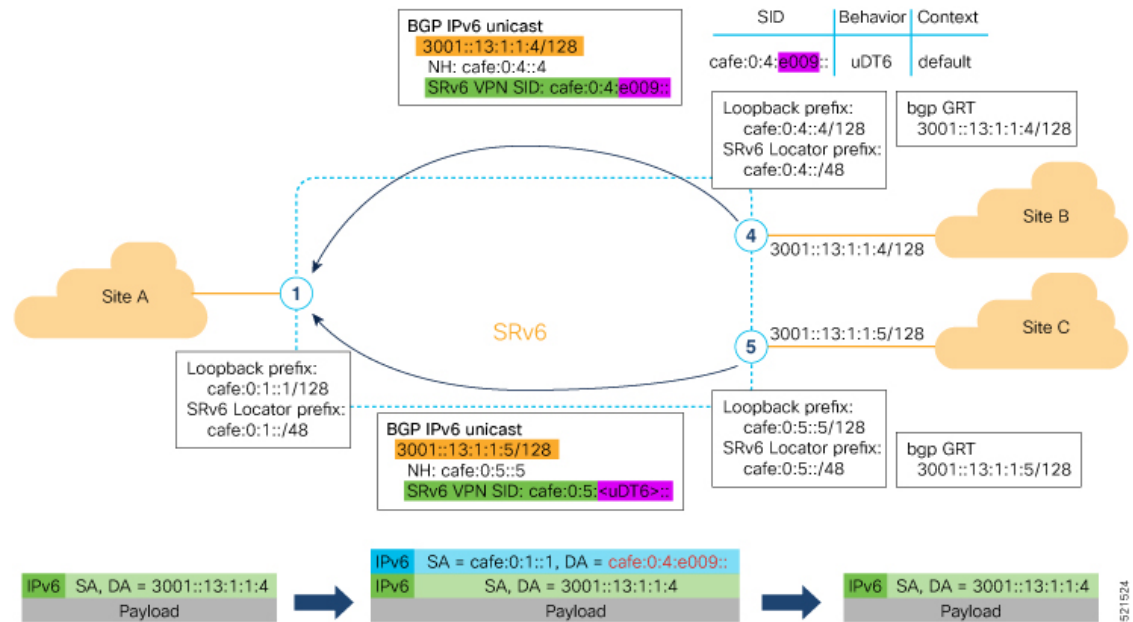 BGP IPv6 unicast
3001::13:1:1:4/128
NH: cafe:0:4::4
SRv6 VPN SID: cafe:0:4:e009::
SID Behavior Context
cafe:0:4:e009:: uDT6 default
Loopback prefix:
cafe:0:4::4/128
SRv6 Locator prefix:
cafe:0:4::/48
bgp GRT
3001::13:1:1:4/128
Site A
1
SRv6
4
3001::13:1:1:4/128
Site B
5
3001::13:1:1:5/128
Site C
Loopback prefix:
cafe:0:1::1/128
SRv6 Locator prefix:
cafe:0:1::/48
BGP IPv6 unicast
3001::13:1:1:5/128
NH: cafe:0:5::5
SRv6 VPN SID: cafe:0:5:<uDT6>::
Loopback prefix:
cafe:0:5::5/128
SRv6 Locator prefix:
cafe:0:5::/48
bgp GRT
3001::13:1:1:5/128
IPv6 SA, DA = 3001::13:1:1:4
Payload
IPv6 SA = cafe:0:1::1, DA = cafe:0:4:e009::
IPv6 SA, DA = 3001::13:1:1:4
Payload
IPv6 SA, DA = 3001::13:1:1:4
Payload
521524